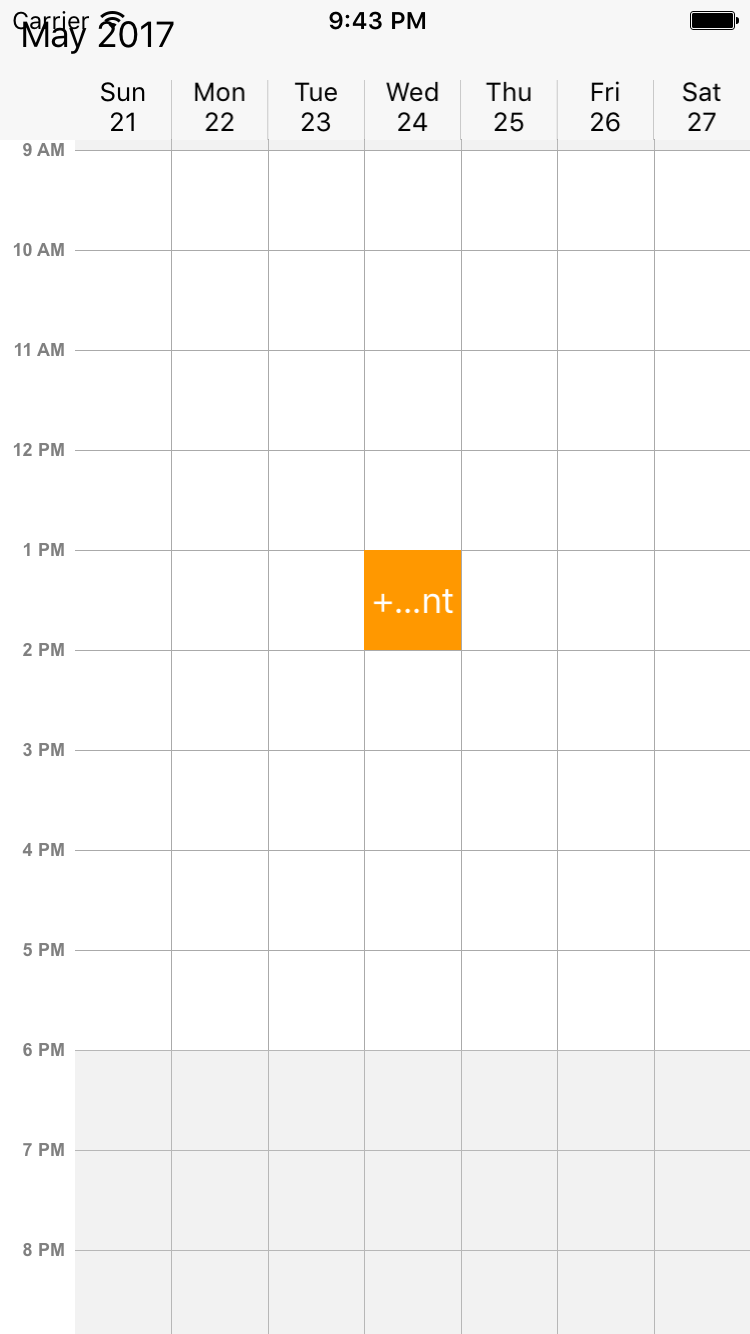 Carrier 9:43 PM
May 2017
Sun Mon Tue Wed Thu Fri Sat
21 22 23 24 25 26 27
9 AM
10 AM
11 AM
12 PM
1 PM
+...nt
2 PM
3 PM
4 PM
5 PM
6 PM
7 PM
8 PM